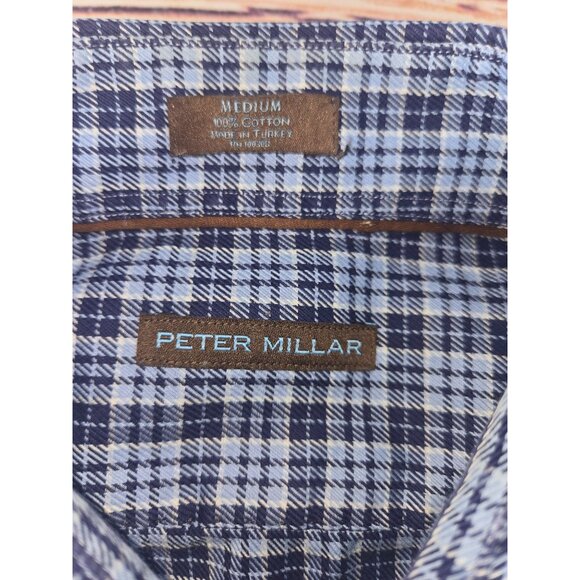 MEDIUM
100% COTTON
MADE IN TURKEY
PETER MILLAR